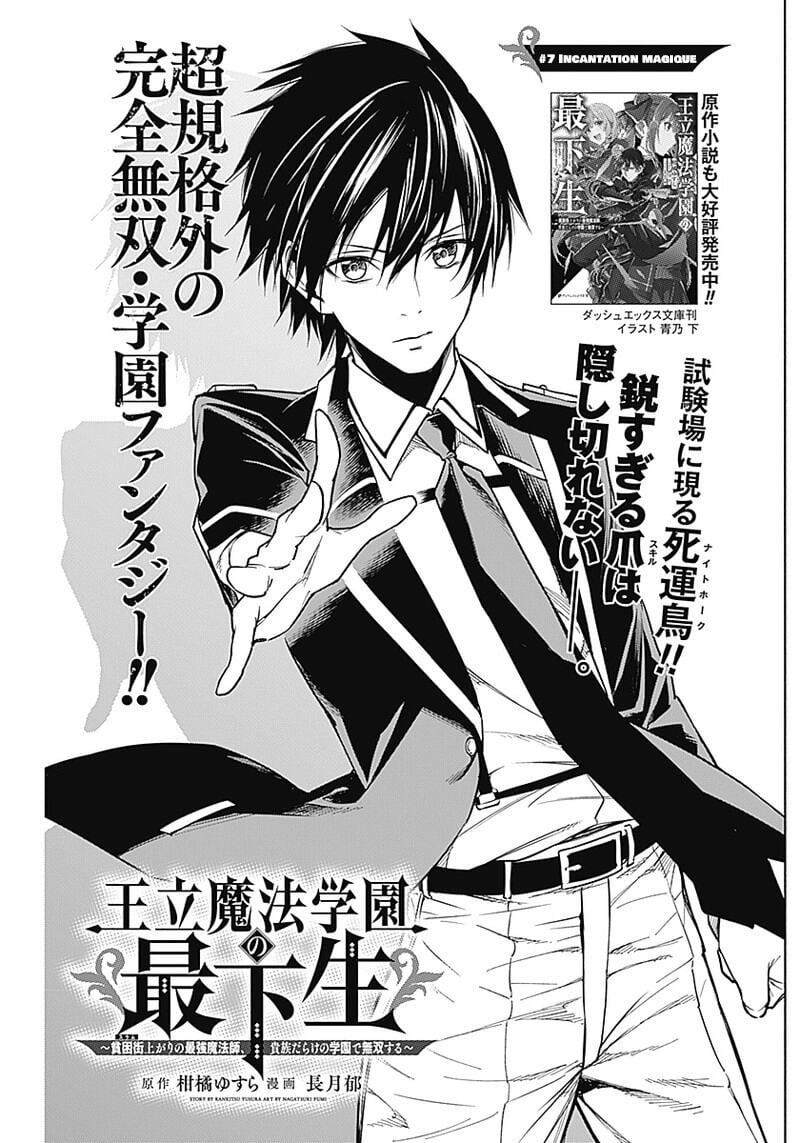 #7 INCANTATION MAGIQUE
原作小説も大好評発売中!!
王立魔法学園の
最下生
ダッシュエックス文庫刊
イラスト 青乃 下
試験場に現る死運鳥!!
ナイトホーク
鋭すぎる爪は
スキル
隠し切れない——。
超規格外の
完全無双・学園ファンタジー!!
王立魔法学園
の
最下生
スラム
～貧困街上がりの最強魔法師、貴族だらけの学園で無双する～
原作 柑橘ゆすら 漫画 長月郁
STORY BY KANKITSU YUSURA ART BY NAGATSUKI FUMI